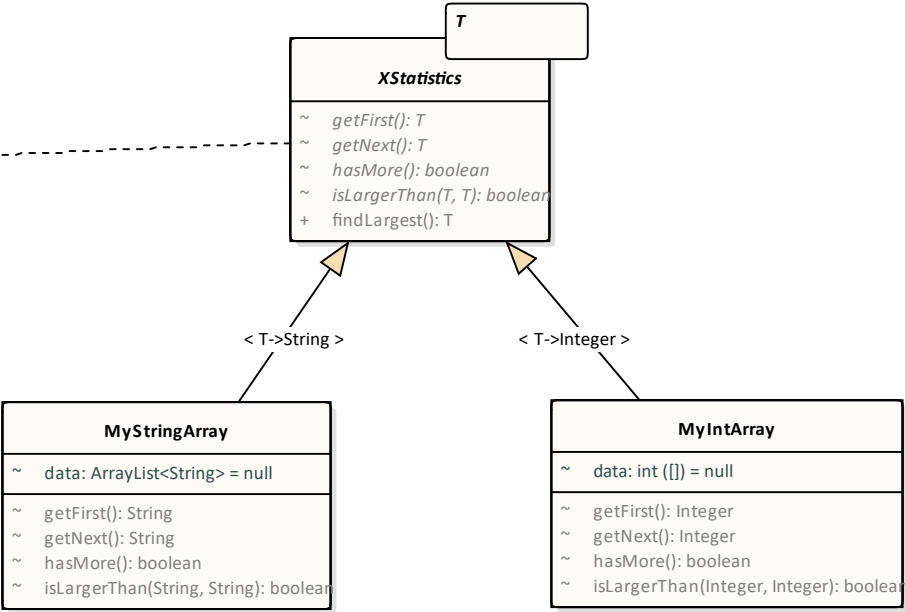 T
XStatistics
~ getFirst(): T
~ getNext(): T
~ hasMore(): boolean
~ isLargerThan(T, T): boolean
+ findLargest(): T
< T->String >
< T->Integer >
MyStringArray
~ data: ArrayList<String> = null
~ getFirst(): String
~ getNext(): String
~ hasMore(): boolean
~ isLargerThan(String, String): boolean
MyIntArray
~ data: int ([]) = null
~ getFirst(): Integer
~ getNext(): Integer
~ hasMore(): boolean
~ isLargerThan(Integer, Integer): boolear